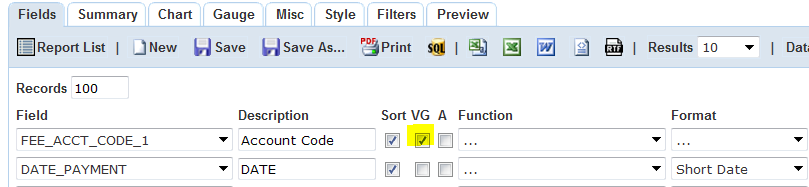 Fields Summary Chart Gauge Misc Style Filters Preview
Report List | New Save Save As... PDF Print SQL | RTF | Results 10 | Data
Records 100
Field Description Sort VG A Function Format
FEE_ACCT_CODE_1 Account Code ... ...
DATE_PAYMENT DATE ... Short Date